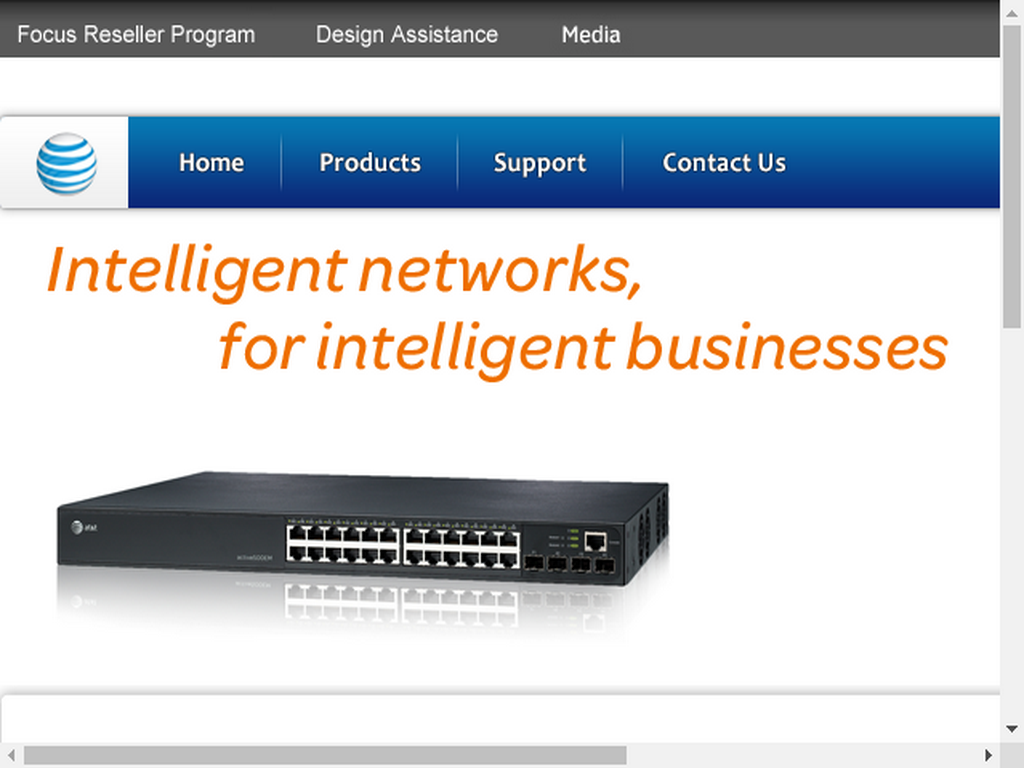 Focus Reseller Program Design Assistance Media
Home Products Support Contact Us
Intelligent networks,
for intelligent businesses
at&t